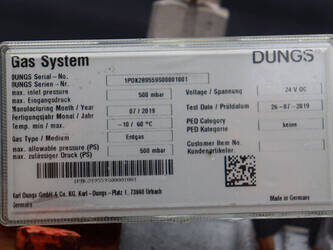 Gas System
DUNGS
DUNGS Serial - No.
DUNGS Serien - Nr. 1PDK2895595O0001001
max. inlet pressure
max. Eingangsdruck 500 mbar
Manufacturing Month / Year
Fertigungsjahr Monat / Jahr 07 / 2019
Temp. min / max - -10 / 60 °C
Gas Type / Medium Erdgas
max. allowable pressure (PS)
max. zulässiger Druck (PS) 500 mbar
Voltage / Spannung 24 V DC
Test Date / Prüfdatum 26-07-2019
PED Category
PED Kategorie keine
Customer Item No.
Kundenartikelnr.
Karl Dungs GmbH & Co. KG, Karl-Dungs-Platz 1, 73660 Urbach
Made in Germany